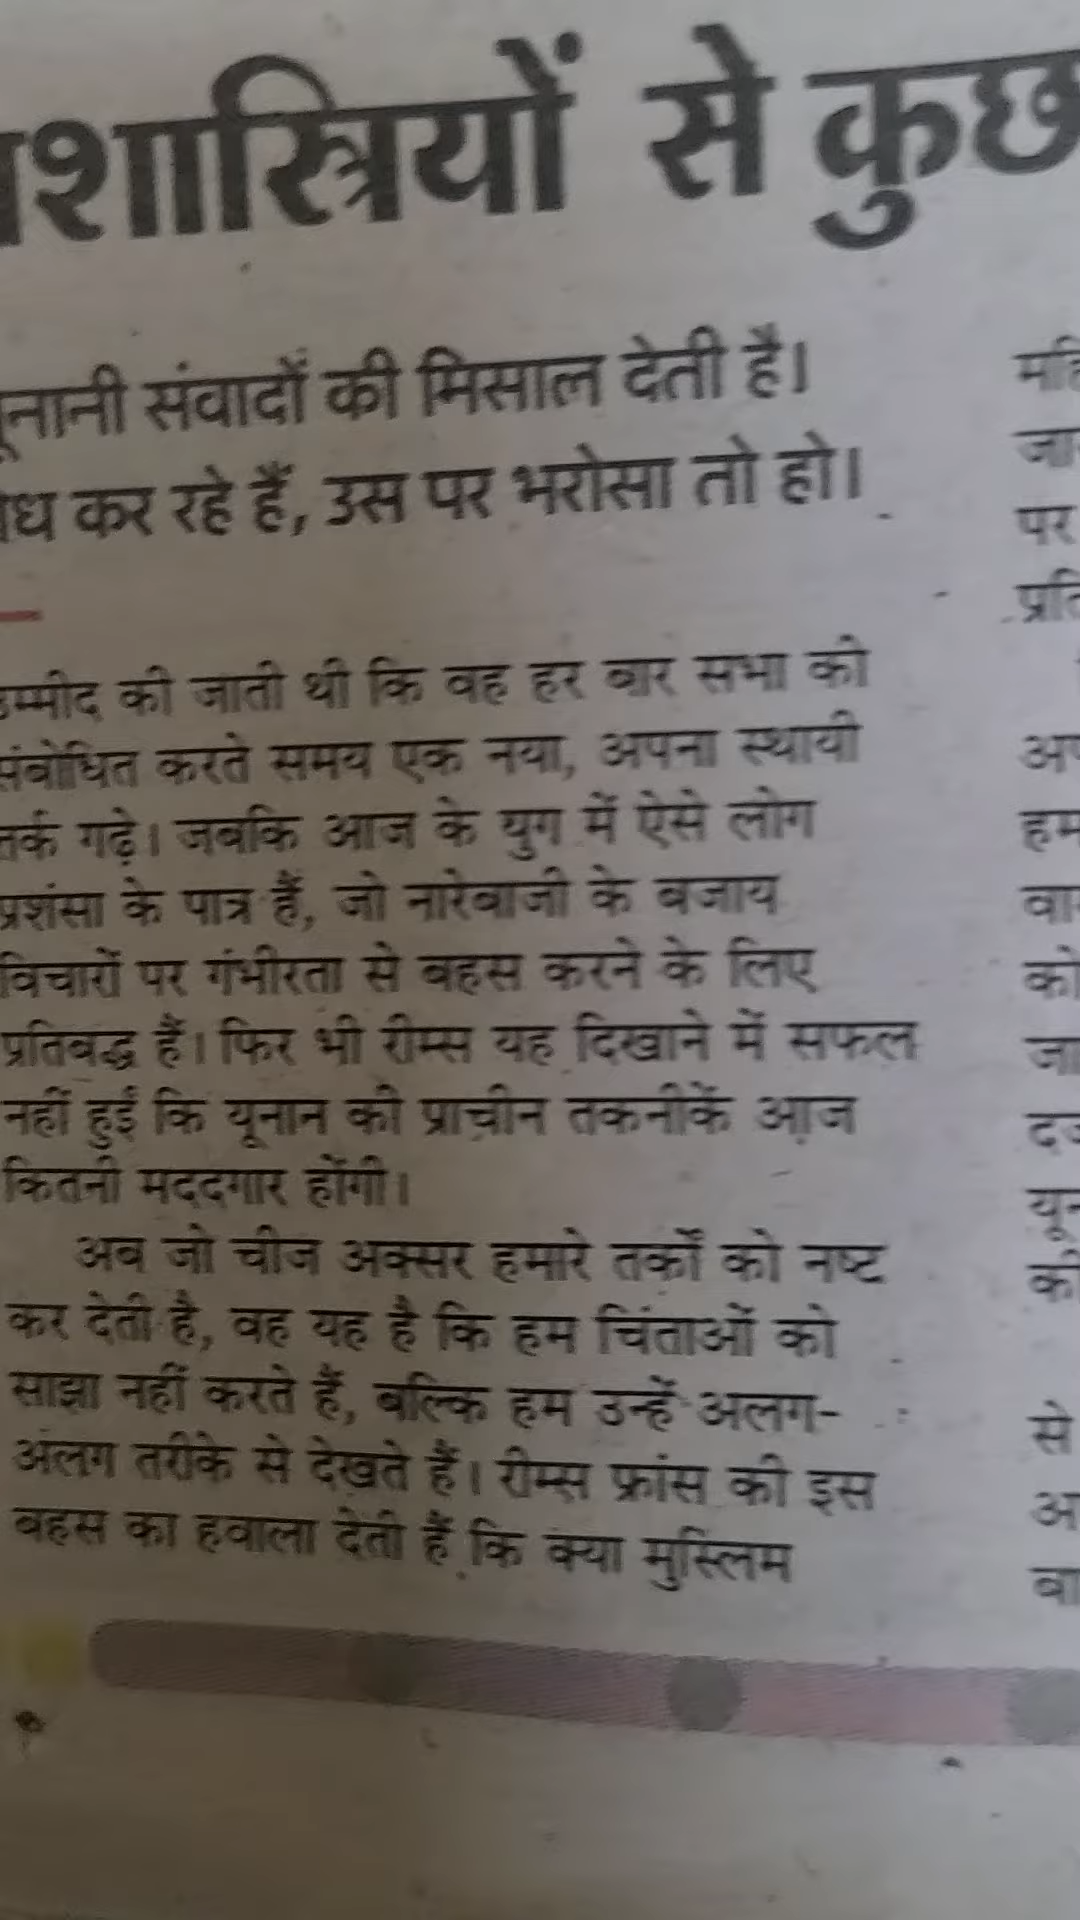 से कुछ
संवादों की मिसाल देती है।
कर रहे हैं, उस पर भरोसा तो हो।
उम्मीद की जाती थी कि वह हर बार सभा को
संबोधित करते समय एक नया, अपना स्थायी
तर्क गढ़े। जबकि आज के युग में ऐसे लोग
प्रशंसा के पात्र हैं, जो नारेबाजी के बजाय
विचारों पर गंभीरता से बहस करने के लिए
प्रतिबद्ध हैं। फिर भी रीम्स यह दिखाने में सफल
नहीं हुईं कि यूनान की प्राचीन तकनीकें आज
कितनी मददगार होंगी।
अब जो चीज अक्सर हमारे तर्कों को नष्ट
कर देती है, वह यह है कि हम चिंताओं को
साझा नहीं करते हैं, बल्कि हम उन्हें अलग-
अलग तरीके से देखते हैं। रीम्स फ्रांस की इस
बहस का हवाला देती हैं कि क्या मुस्लिम
पर
से